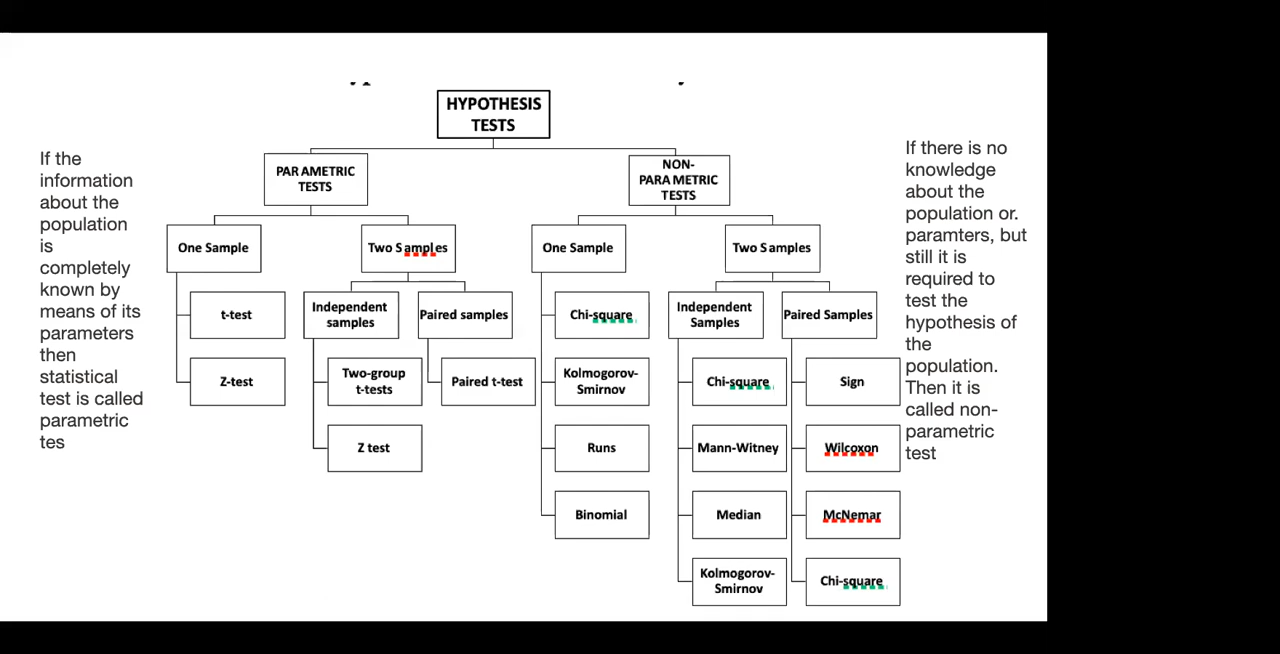 HYPOTHESIS
TESTS
If the
information
about the
population
is
completely
known by
means of its
parameters
then
statistical
test is called
parametric
tes
PARAMETRIC
TESTS
NON-
PARAMETRIC
TESTS
One Sample
Two Samples
One Sample
Two Samples
t-test
Z-test
Independent
samples
Paired samples
Two-group
t-tests
Z test
Paired t-test
Chi-square
Kolmogorov-
Smirnov
Runs
Binomial
Independent
Samples
Paired Samples
Chi-square
Mann-Witney
Median
Kolmogorov-
Smirnov
Sign
Wilcoxon
McNemar
Chi-square
If there is no
knowledge
about the
population or.
paramters, but
still it is
required to
test the
hypothesis of
the
population.
Then it is
called non-
parametric
test